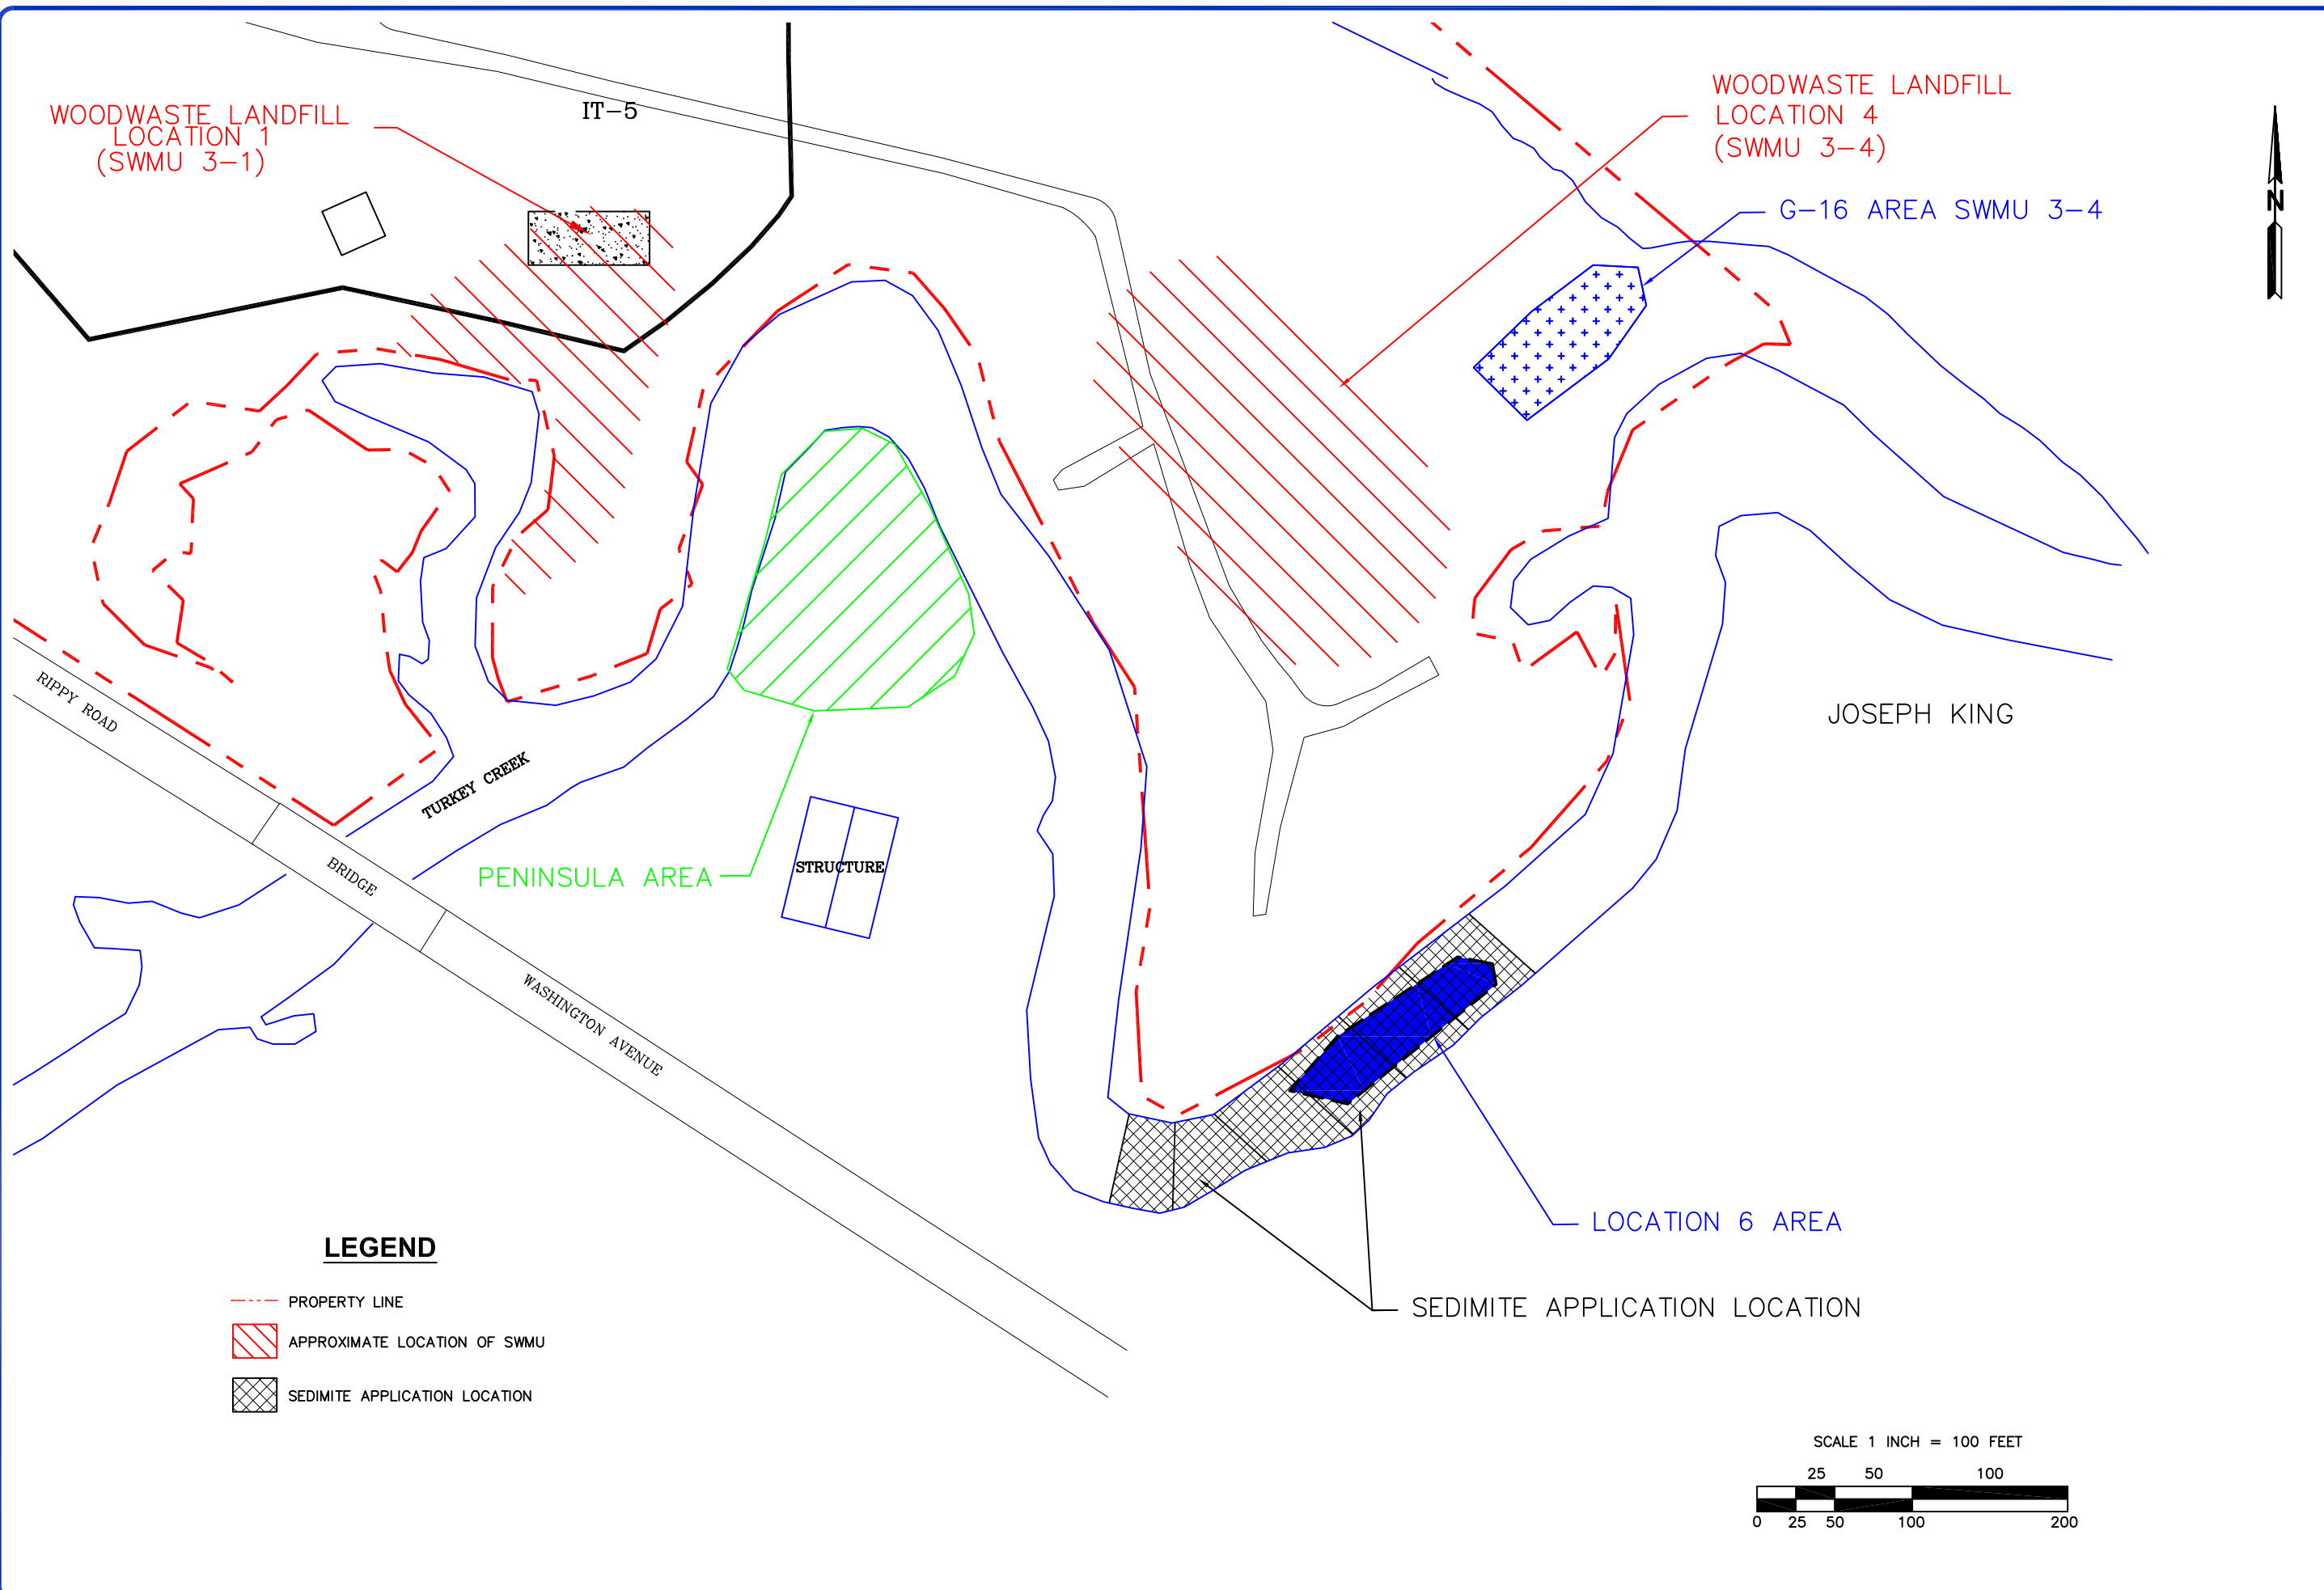 WOODWASTE LANDFILL
LOCATION 1
(SWMU 3-1)
IT-5
WOODWASTE LANDFILL
LOCATION 4
(SWMU 3-4)
G-16 AREA SWMU 3-4
N
RIPPY ROAD
TURKEY CREEK
JOSEPH KING
BRIDGE
PENINSULA AREA
STRUCTURE
WASHINGTON AVENUE
LOCATION 6 AREA
SEDIMITE APPLICATION LOCATION
LEGEND
PROPERTY LINE
APPROXIMATE LOCATION OF SWMU
SEDIMITE APPLICATION LOCATION
SCALE 1 INCH = 100 FEET
25 50 100
0 25 50 100 200